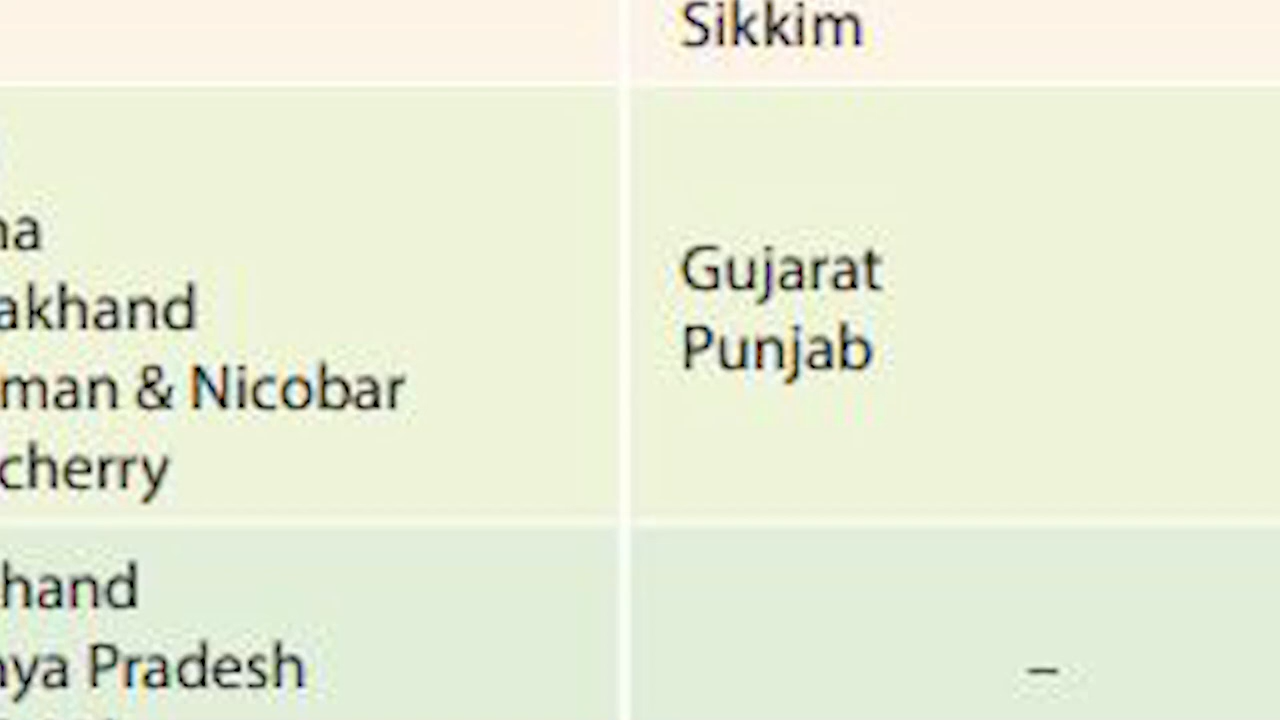 Sikkim
na
akhand
man & Nicobar
cherry
Gujarat
Punjab
hand
ya Pradesh
–